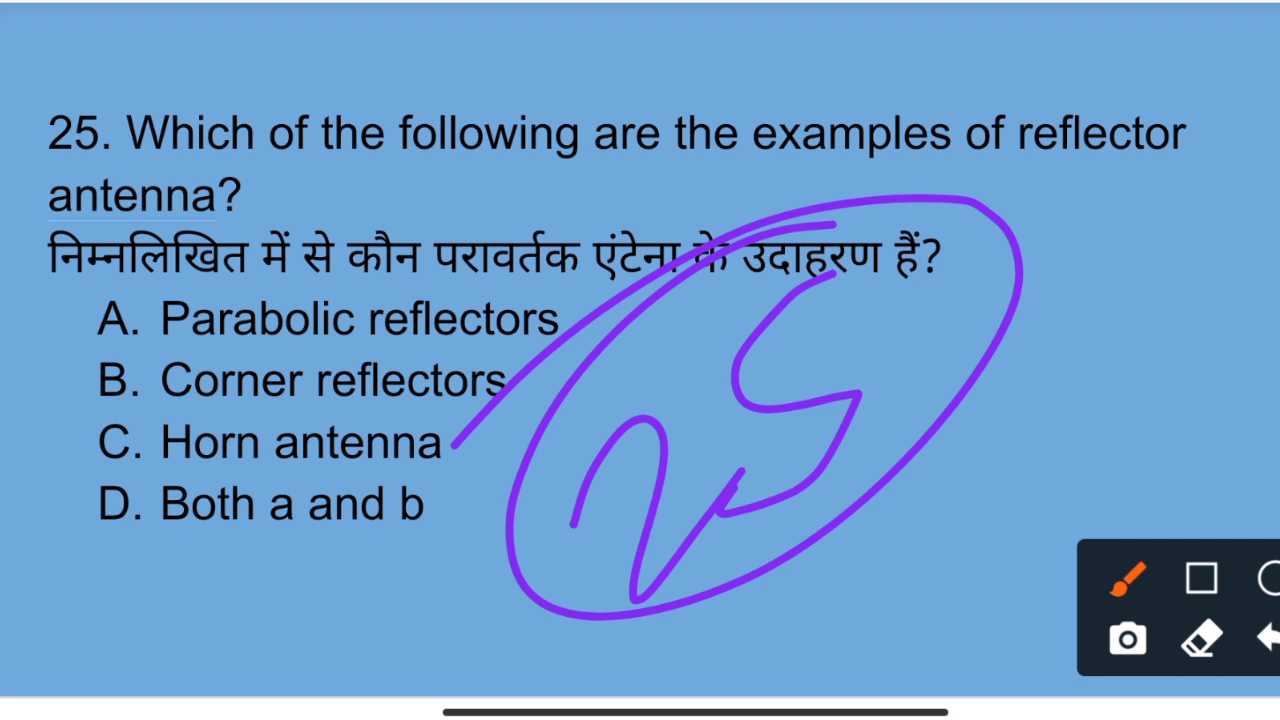 25. Which of the following are the examples of reflector
antenna?
निम्नलिखित में से कौन परावर्तक एंटेना के उदाहरण हैं?
A. Parabolic reflectors
B. Corner reflectors
C. Horn antenna
D. Both a and b
25